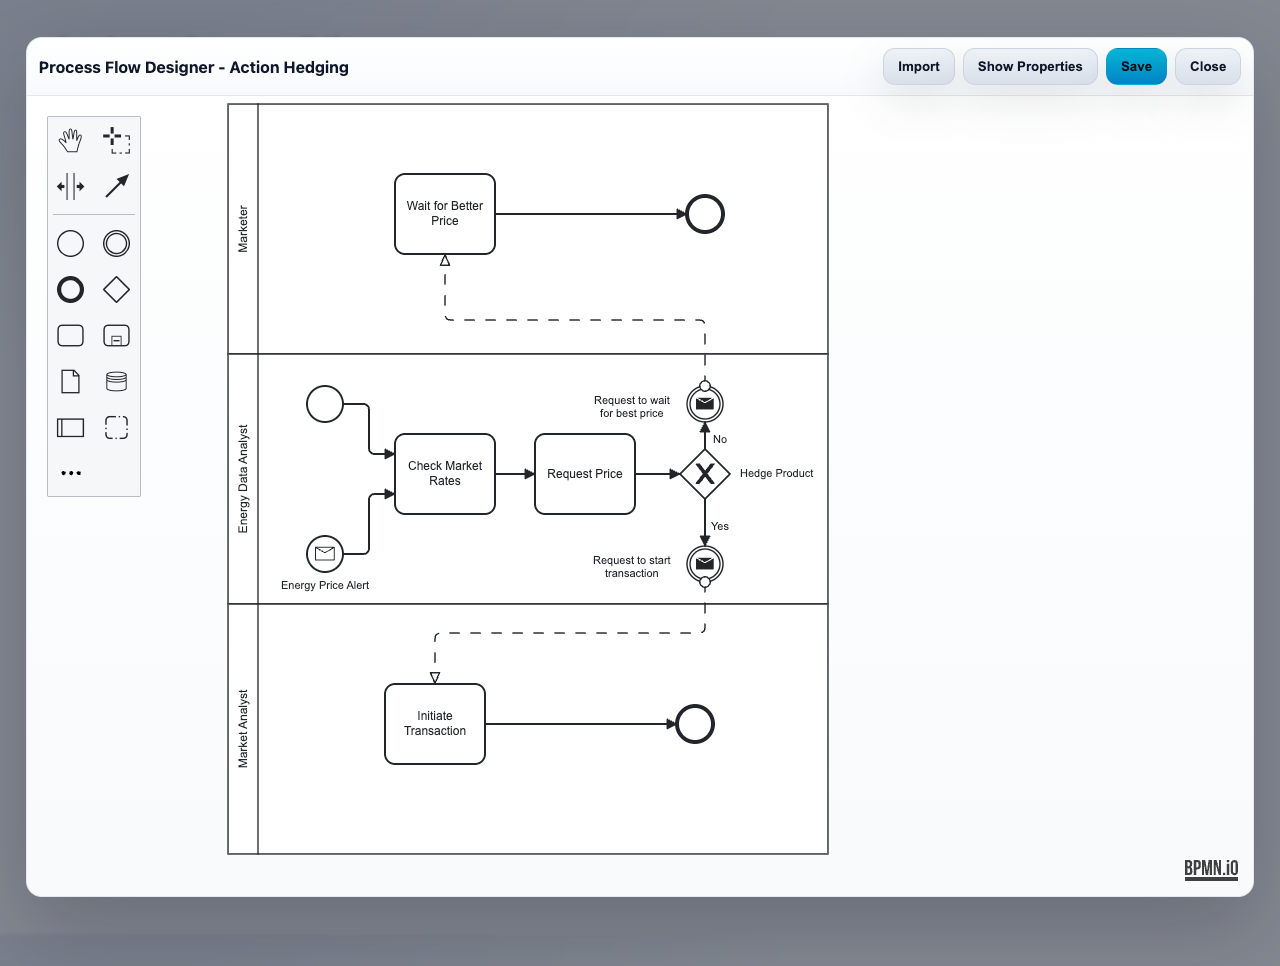 Process Flow Designer - Action Hedging
Import
Show Properties
Save
Close
Marketer
Wait for Better
Price
Energy Data Analyst
Request to wait
for best price
No
Check Market
Rates
Request Price
Hedge Product
Yes
Request to start
transaction
Energy Price Alert
Market Analyst
Initiate
Transaction
BPMN.iO